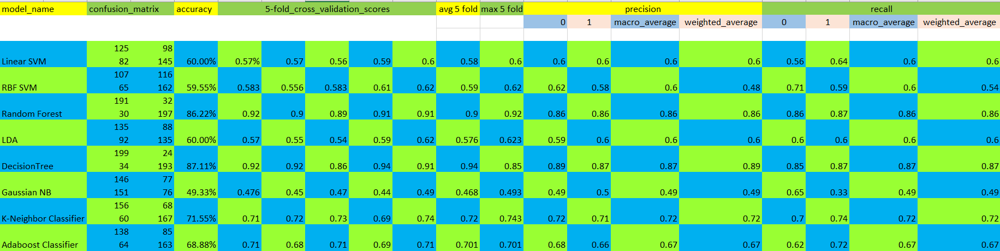 model_name confusion_matrix accuracy 5-fold_cross_validation_scores avg 5 fold max 5 fold precision recall
0 1 macro_average weighted_average 0 1 macro_average weighted_average
125 98
Linear SVM 82 145 60.00% 0.57% 0.57 0.56 0.59 0.6 0.58 0.6 0.6 0.6 0.6 0.6 0.56 0.64 0.6 0.6
107 116
RBF SVM 65 162 59.55% 0.583 0.556 0.583 0.61 0.62 0.59 0.62 0.62 0.58 0.6 0.48 0.71 0.59 0.6 0.54
191 32
Random Forest 30 197 86.22% 0.92 0.9 0.89 0.91 0.91 0.9 0.92 0.86 0.86 0.86 0.86 0.86 0.87 0.86 0.86
135 88
LDA 92 135 60.00% 0.57 0.55 0.54 0.59 0.62 0.576 0.623 0.59 0.6 0.6 0.6 0.6 0.6 0.6 0.6
199 24
DecisionTree 34 193 87.11% 0.92 0.92 0.86 0.94 0.91 0.94 0.85 0.89 0.87 0.87 0.89 0.85 0.87 0.87 0.87
146 77
Gaussian NB 151 76 49.33% 0.476 0.45 0.47 0.44 0.49 0.468 0.493 0.49 0.5 0.49 0.49 0.65 0.33 0.49 0.49
156 68
K-Neighbor Classifier 60 167 71.55% 0.71 0.72 0.73 0.69 0.74 0.72 0.743 0.72 0.71 0.72 0.72 0.7 0.74 0.72 0.72
138 85
Adaboost Classifier 64 163 68.88% 0.71 0.68 0.71 0.69 0.71 0.701 0.701 0.68 0.66 0.67 0.67 0.62 0.72 0.67 0.67